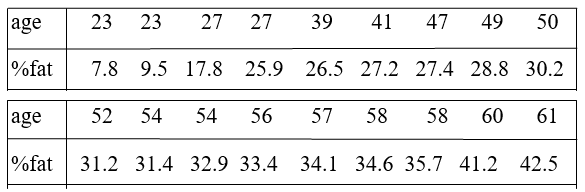 age 23 23 27 27 39 41 47 49 50
%fat 7.8 9.5 17.8 25.9 26.5 27.2 27.4 28.8 30.2
age 52 54 54 56 57 58 58 60 61
%fat 31.2 31.4 32.9 33.4 34.1 34.6 35.7 41.2 42.5